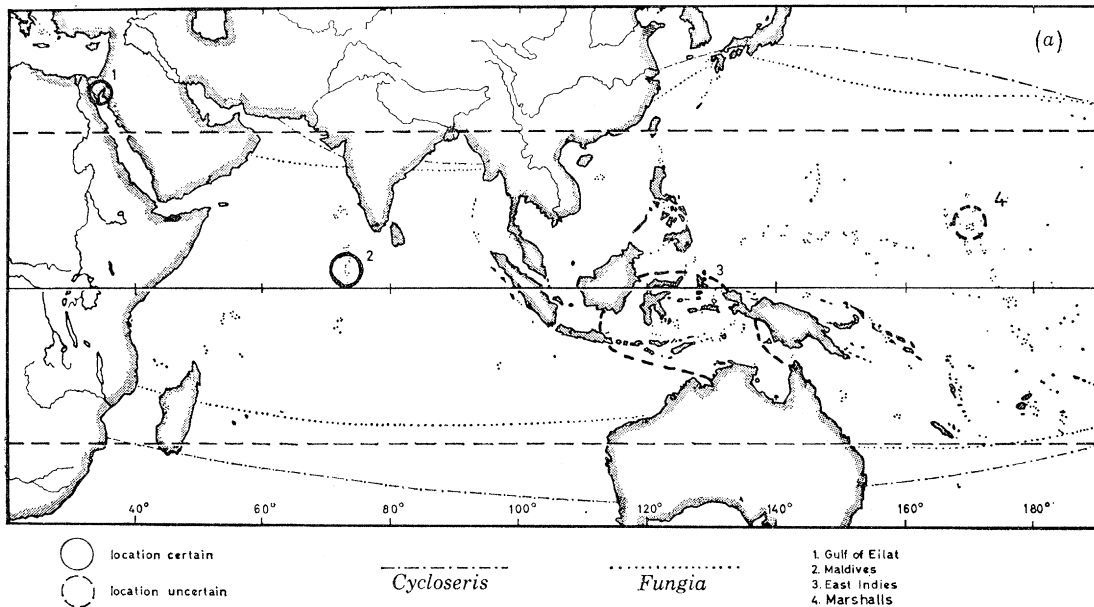 (a)
1
2
3
4
40° 60° 80° 100° 120° 140° 160° 180°
location certain
location uncertain
Cycloseris
Fungia
1. Gulf of Eilat
2. Maldives
3. East Indies
4. Marshalls